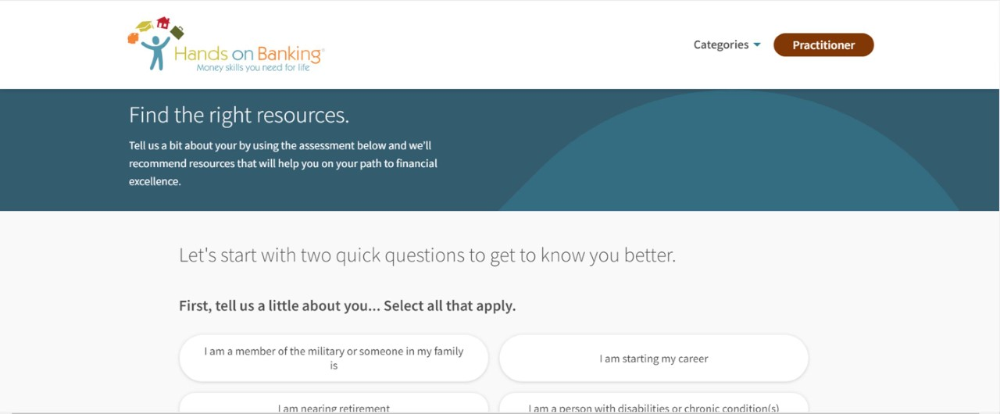 Hands on Banking®
Money skills you need for life
Categories
Practitioner
Find the right resources.
Tell us a bit about your by using the assessment below and we'll
recommend resources that will help you on your path to financial
excellence.
Let's start with two quick questions to get to know you better.
First, tell us a little about you... Select all that apply.
I am a member of the military or someone in my family
is
I am starting my career
I am nearing retirement
I am a person with disabilities or chronic condition(s)